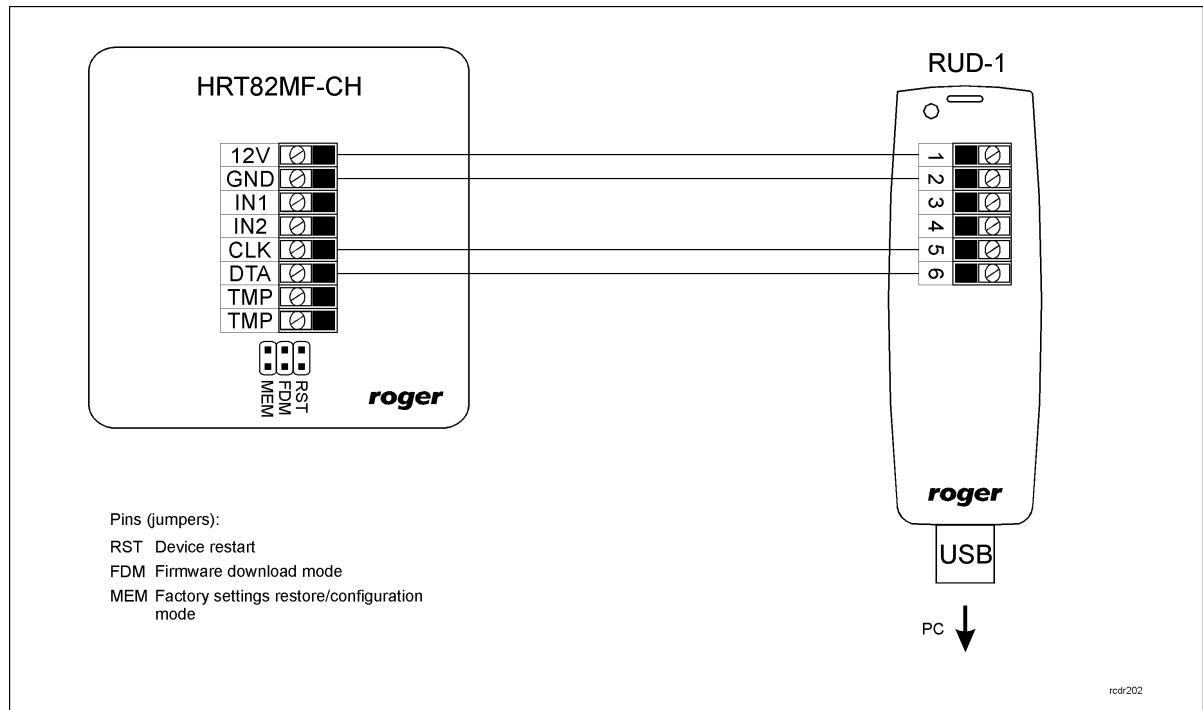 HRT82MF-CH
12V
GND
IN1
IN2
CLK
DTA
TMP
TMP
MEM
FDM
RST
roger
RUD-1
1
2
3
4
5
6
roger
USB
PC
Pins (jumpers):
RST Device restart
FDM Firmware download mode
MEM Factory settings restore/configuration
mode
rcdr202